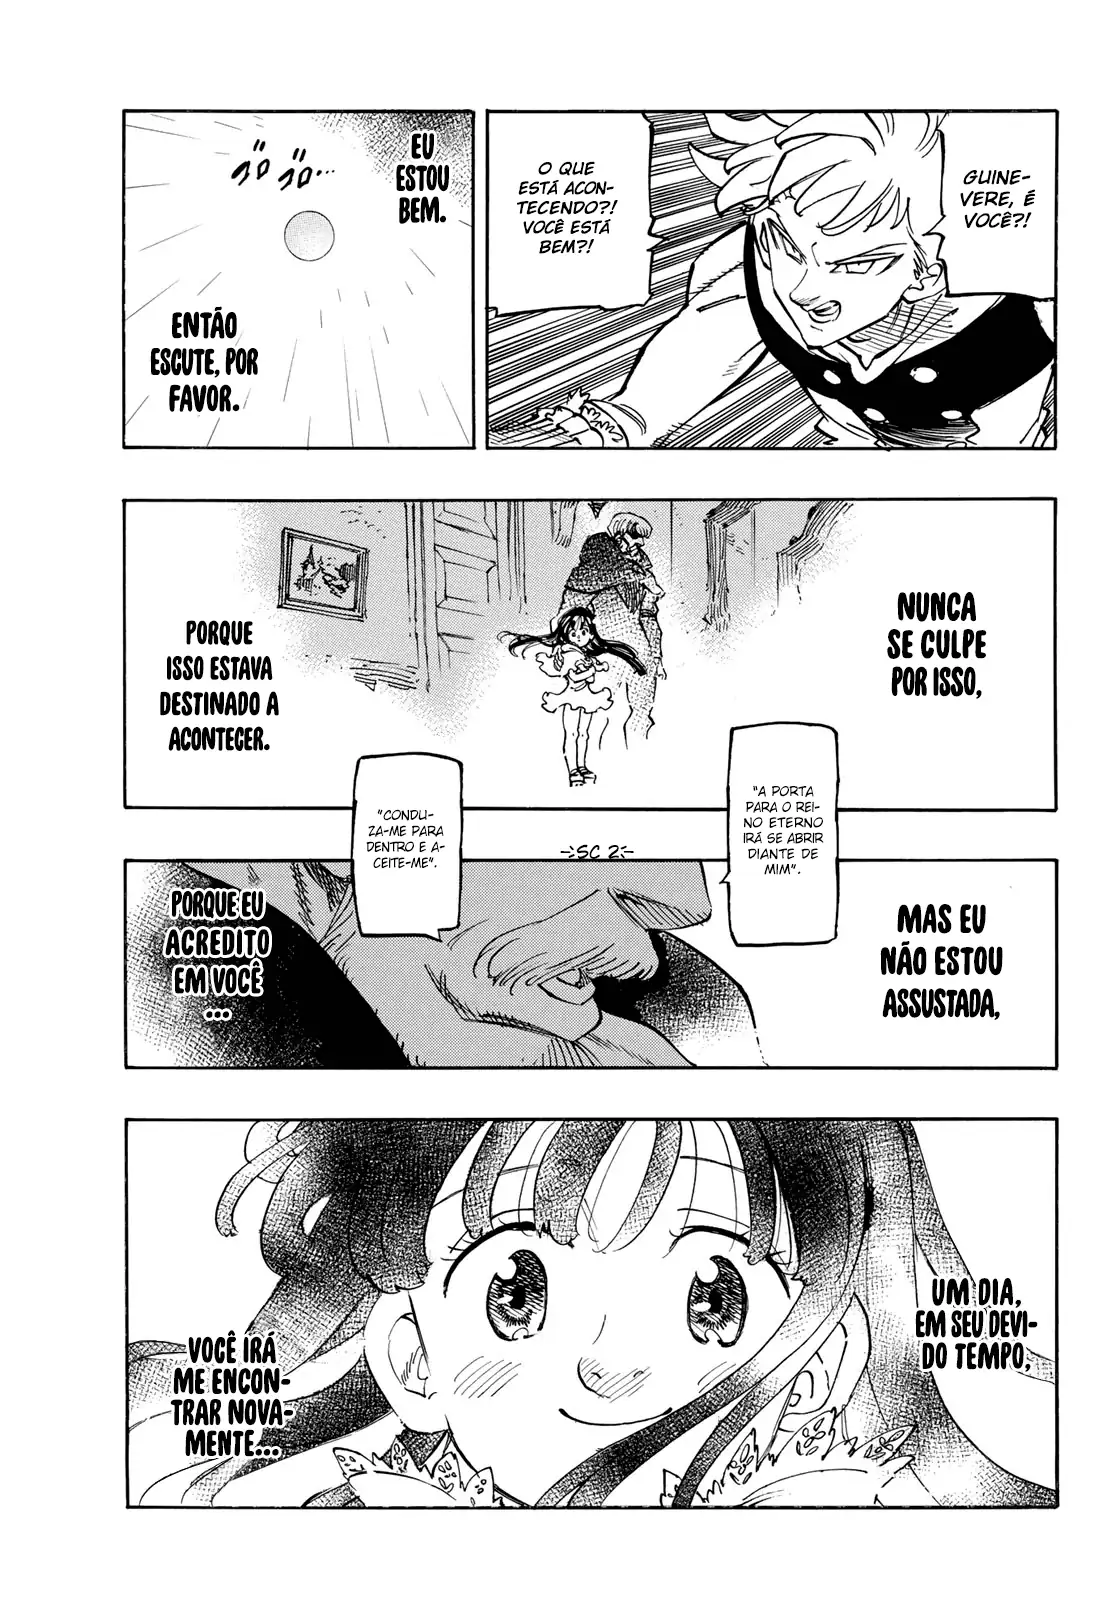 GUINE-
VERE, É
VOCÊ?!
O QUE
ESTÁ ACON-
TECENDO?!
VOCÊ ESTÁ
BEM?!
EU
ESTOU
BEM.
ゴロ
ゴロ...
ENTÃO
ESCUTE, POR
FAVOR.
NUNCA
SE CULPE
POR ISSO,
PORQUE
ISSO ESTAVA
DESTINADO A
ACONTECER.
"A PORTA
PARA O REI-
NO ETERNO
IRÁ SE ABRIR
DIANTE DE
MIM".
"CONDU-
ZA-ME PARA
DENTRO E A-
CEITE-ME".
SC 2
MAS EU
NÃO ESTOU
ASSUSTADA,
PORQUE EU
ACREDITO
EM VOCÊ
...
UM DIA,
EM SEU DEVI-
DO TEMPO,
VOCÊ IRÁ
ME ENCON-
TRAR NOVA-
MENTE...